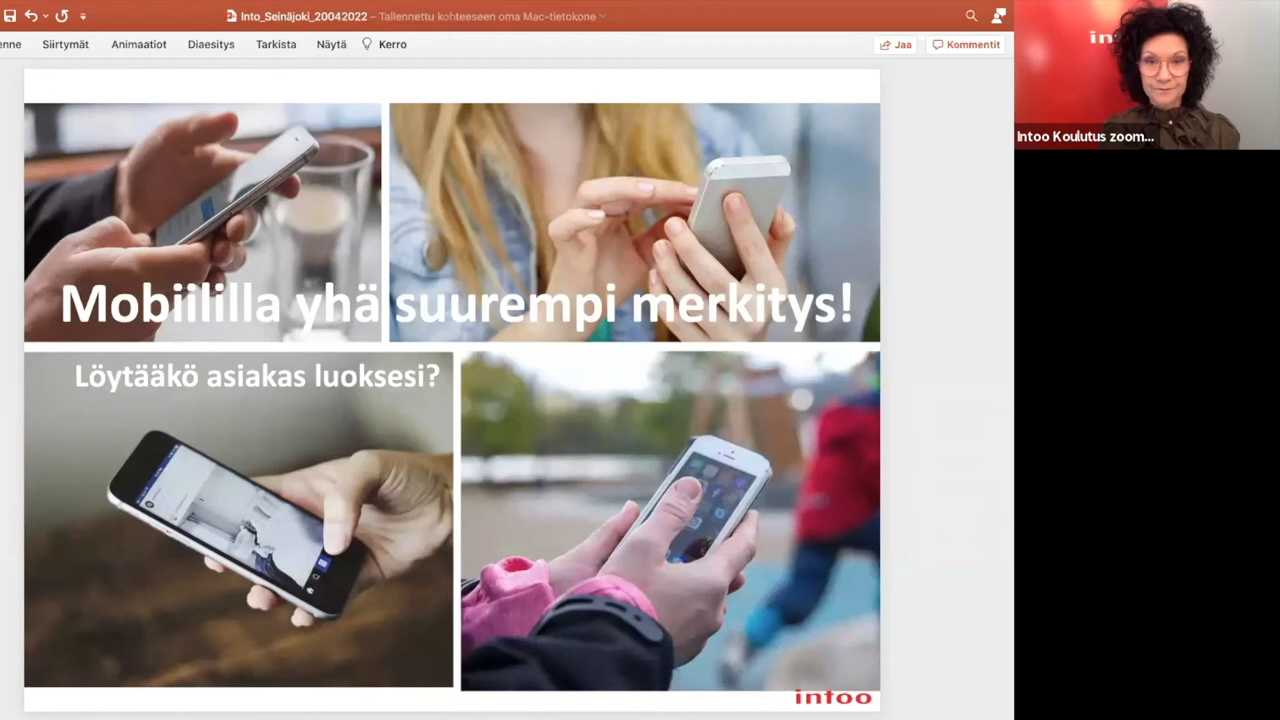 Into_Seinäjoki_20042022 – Tallennettu kohteeseen oma Mac-tietokone
enne Siirtymät Animaatiot Diaesitys Tarkista Näytä Kerro Jaa Kommentit
Intoo Koulutus zoom...
Mobiililla yhä suurempi merkitys!
Löytääkö asiakas luoksesi?
intoo